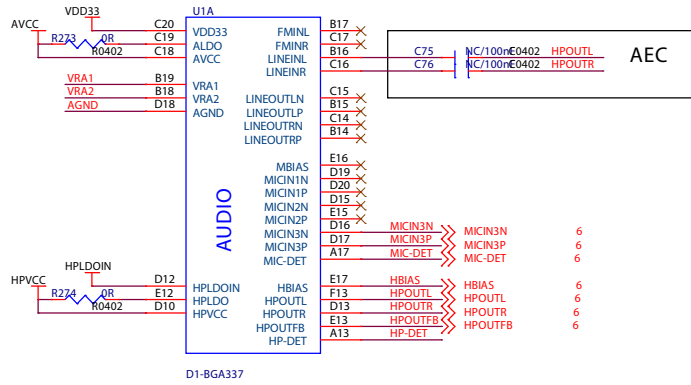 U1A
AVCC VDD33
R273 0R
R0402
C20 VDD33
C19 ALDO
C18 AVCC
VRA1 B19 VRA1
VRA2 B18 VRA2
AGND D18 AGND
HPVCC HPLDOIN
R274 0R
R0402
D12 HPLDOIN
E12 HPLDO
D10 HPVCC
AUDIO
FMINL B17
FMINR C17
LINEINL B16 C75 NC/100nF C0402 HPOUTL
LINEINR C16 C76 NC/100nF C0402 HPOUTR
AEC
LINEOUTLN C15
LINEOUTLP B15
LINEOUTRN C14
LINEOUTRP B14
MBIAS E16
MICIN1N D19
MICIN1P D20
MICIN2N D15
MICIN2P E15
MICIN3N D16 MICIN3N MICIN3N 6
MICIN3P D17 MICIN3P MICIN3P 6
MIC-DET A17 MIC-DET MIC-DET 6
HBIAS E17 HBIAS HBIAS 6
HPOUTL F13 HPOUTL HPOUTL 6
HPOUTR D13 HPOUTR HPOUTR 6
HPOUTFB E13 HPOUTFB HPOUTFB 6
HP-DET A13 HP-DET
D1-BGA337